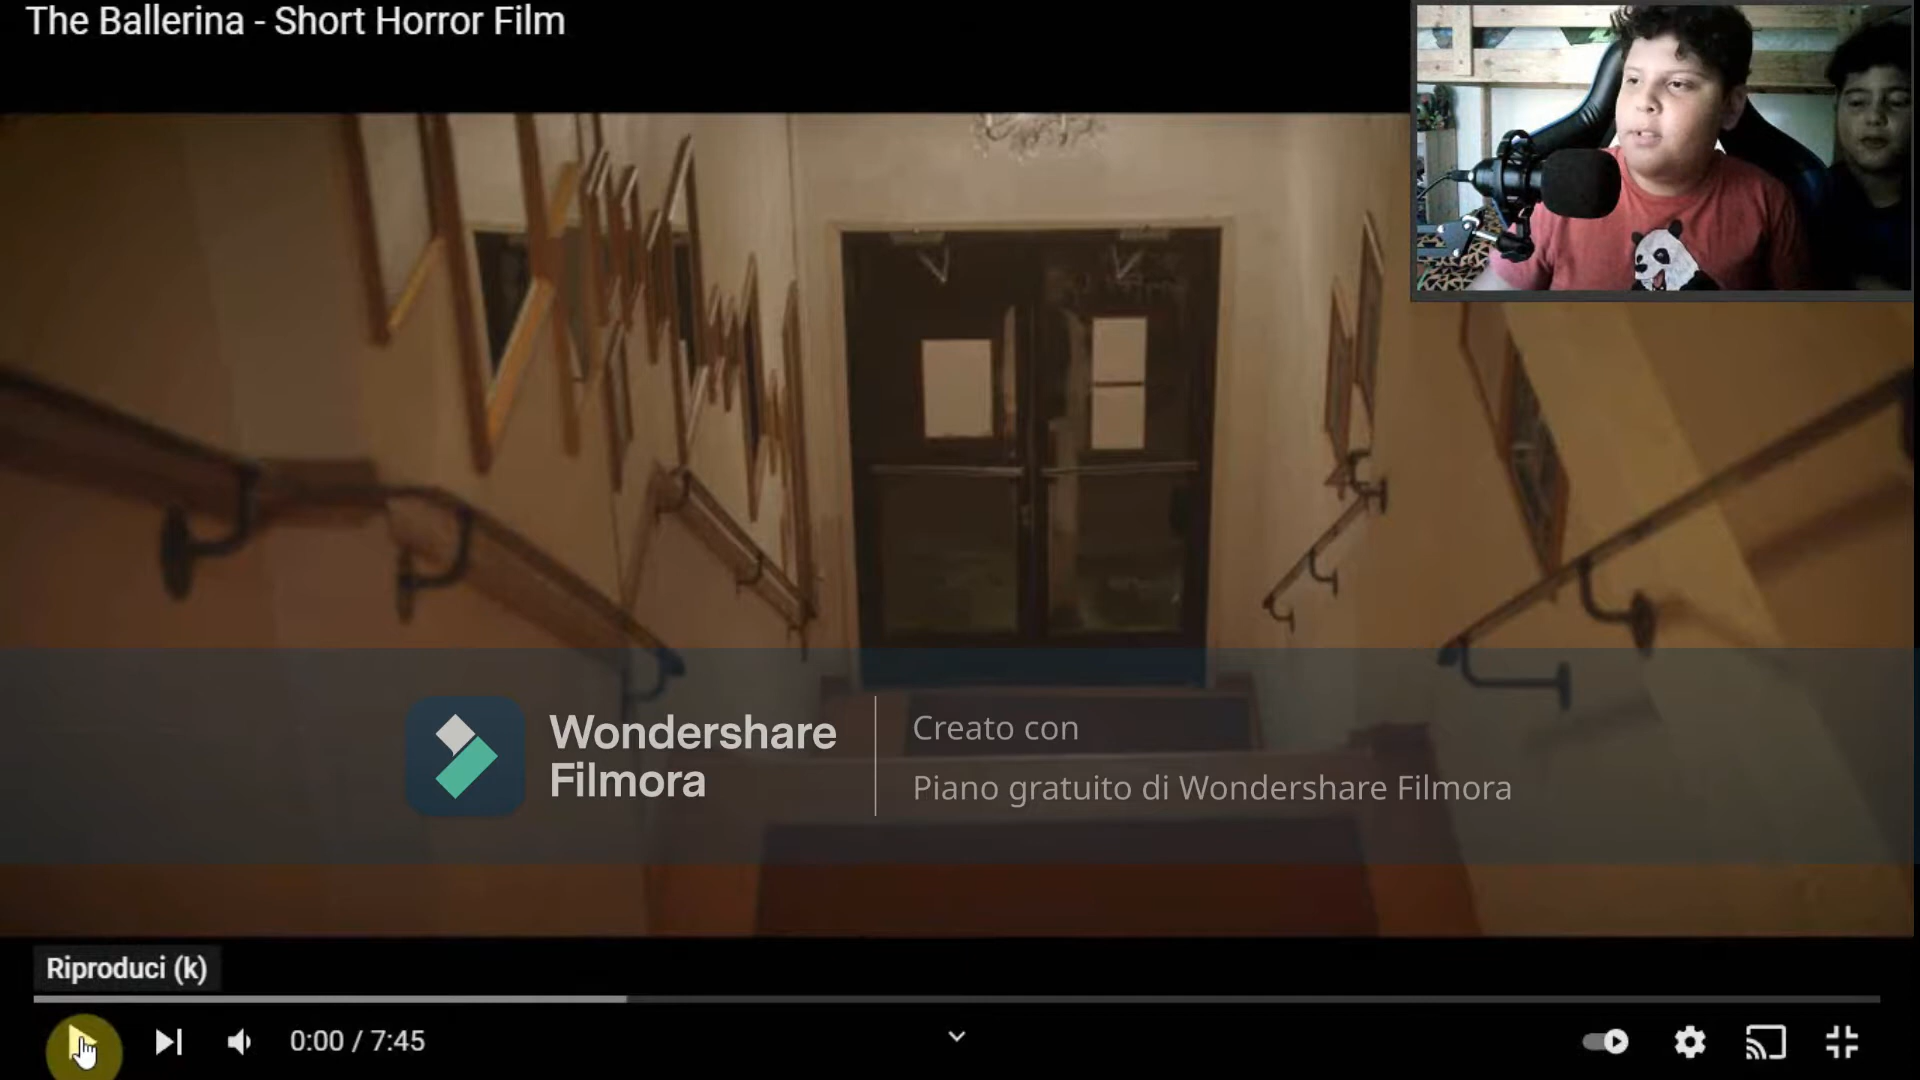 The Ballerina - Short Horror Film
Wondershare
Filmora
Creato con
Piano gratuito di Wondershare Filmora
Riproduci (k)
0:00 / 7:45